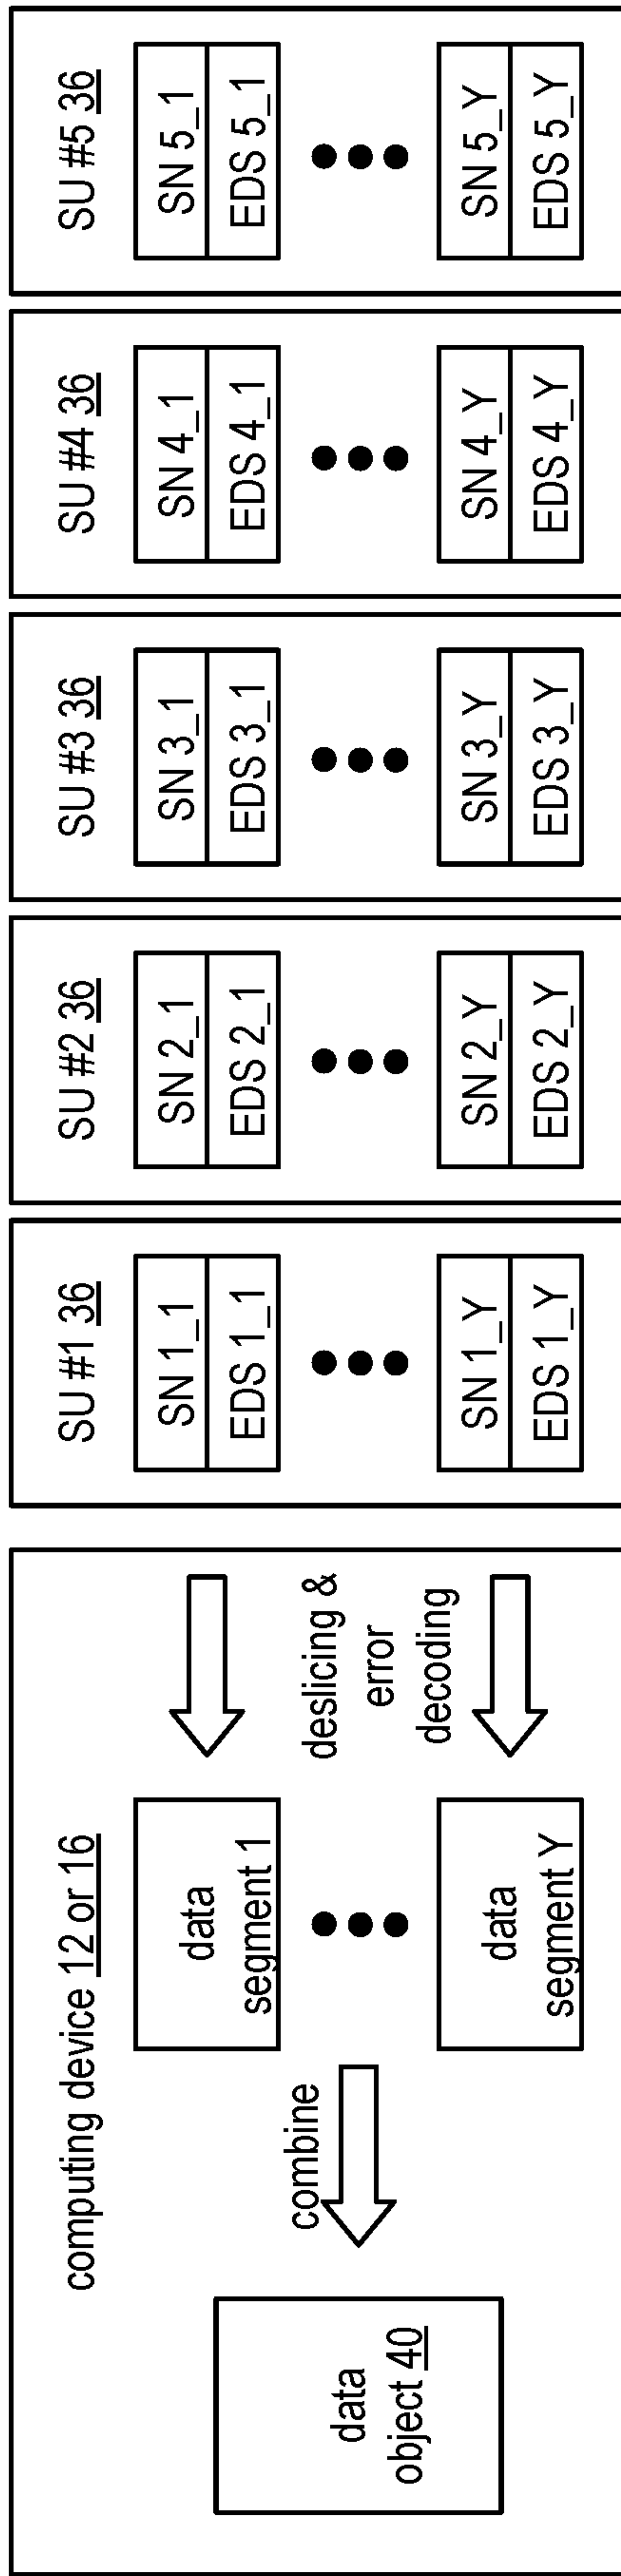 computing device 12 or 16
data
object 40
combine
data
segment 1
data
segment Y
deslicing &
error
decoding
SU #1 36
SN 1_1
EDS 1_1
SN 1_Y
EDS 1_Y
SU #2 36
SN 2_1
EDS 2_1
SN 2_Y
EDS 2_Y
SU #3 36
SN 3_1
EDS 3_1
SN 3_Y
EDS 3_Y
SU #4 36
SN 4_1
EDS 4_1
SN 4_Y
EDS 4_Y
SU #5 36
SN 5_1
EDS 5_1
SN 5_Y
EDS 5_Y